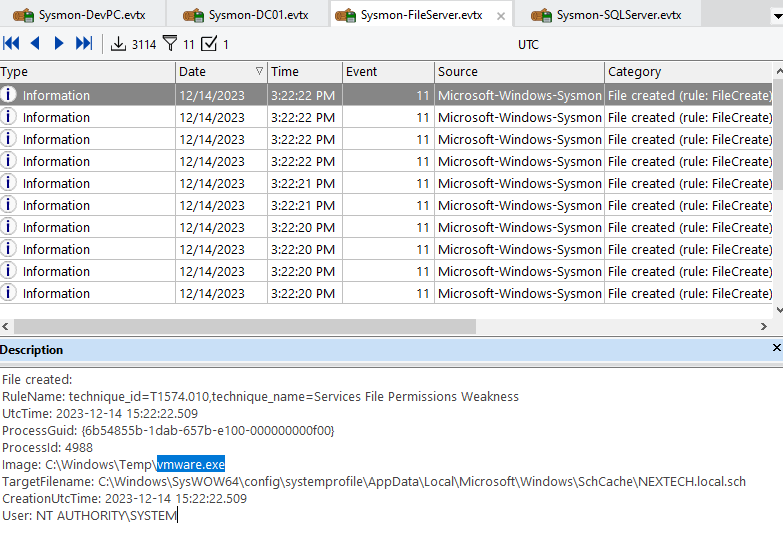 Sysmon-DevPC.evtx Sysmon-DC01.evtx Sysmon-FileServer.evtx Sysmon-SQLServer.evtx
3114 11 1 UTC
Type Date Time Event Source Category
Information 12/14/2023 3:22:22 PM 11 Microsoft-Windows-Sysmon File created (rule: FileCreate)
Information 12/14/2023 3:22:22 PM 11 Microsoft-Windows-Sysmon File created (rule: FileCreate)
Information 12/14/2023 3:22:22 PM 11 Microsoft-Windows-Sysmon File created (rule: FileCreate)
Information 12/14/2023 3:22:22 PM 11 Microsoft-Windows-Sysmon File created (rule: FileCreate)
Information 12/14/2023 3:22:21 PM 11 Microsoft-Windows-Sysmon File created (rule: FileCreate)
Information 12/14/2023 3:22:21 PM 11 Microsoft-Windows-Sysmon File created (rule: FileCreate)
Information 12/14/2023 3:22:20 PM 11 Microsoft-Windows-Sysmon File created (rule: FileCreate)
Information 12/14/2023 3:22:20 PM 11 Microsoft-Windows-Sysmon File created (rule: FileCreate)
Information 12/14/2023 3:22:20 PM 11 Microsoft-Windows-Sysmon File created (rule: FileCreate)
Information 12/14/2023 3:22:20 PM 11 Microsoft-Windows-Sysmon File created (rule: FileCreate)
Description
File created:
RuleName: technique_id=T1574.010,technique_name=Services File Permissions Weakness
UtcTime: 2023-12-14 15:22:22.509
ProcessGuid: {6b54855b-1dab-657b-e100-000000000f00}
ProcessId: 4988
Image: C:\Windows\Temp\vmware.exe
TargetFilename: C:\Windows\SysWOW64\config\systemprofile\AppData\Local\Microsoft\Windows\SchCache\NEXTECH.local.sch
CreationUtcTime: 2023-12-14 15:22:22.509
User: NT AUTHORITY\SYSTEM